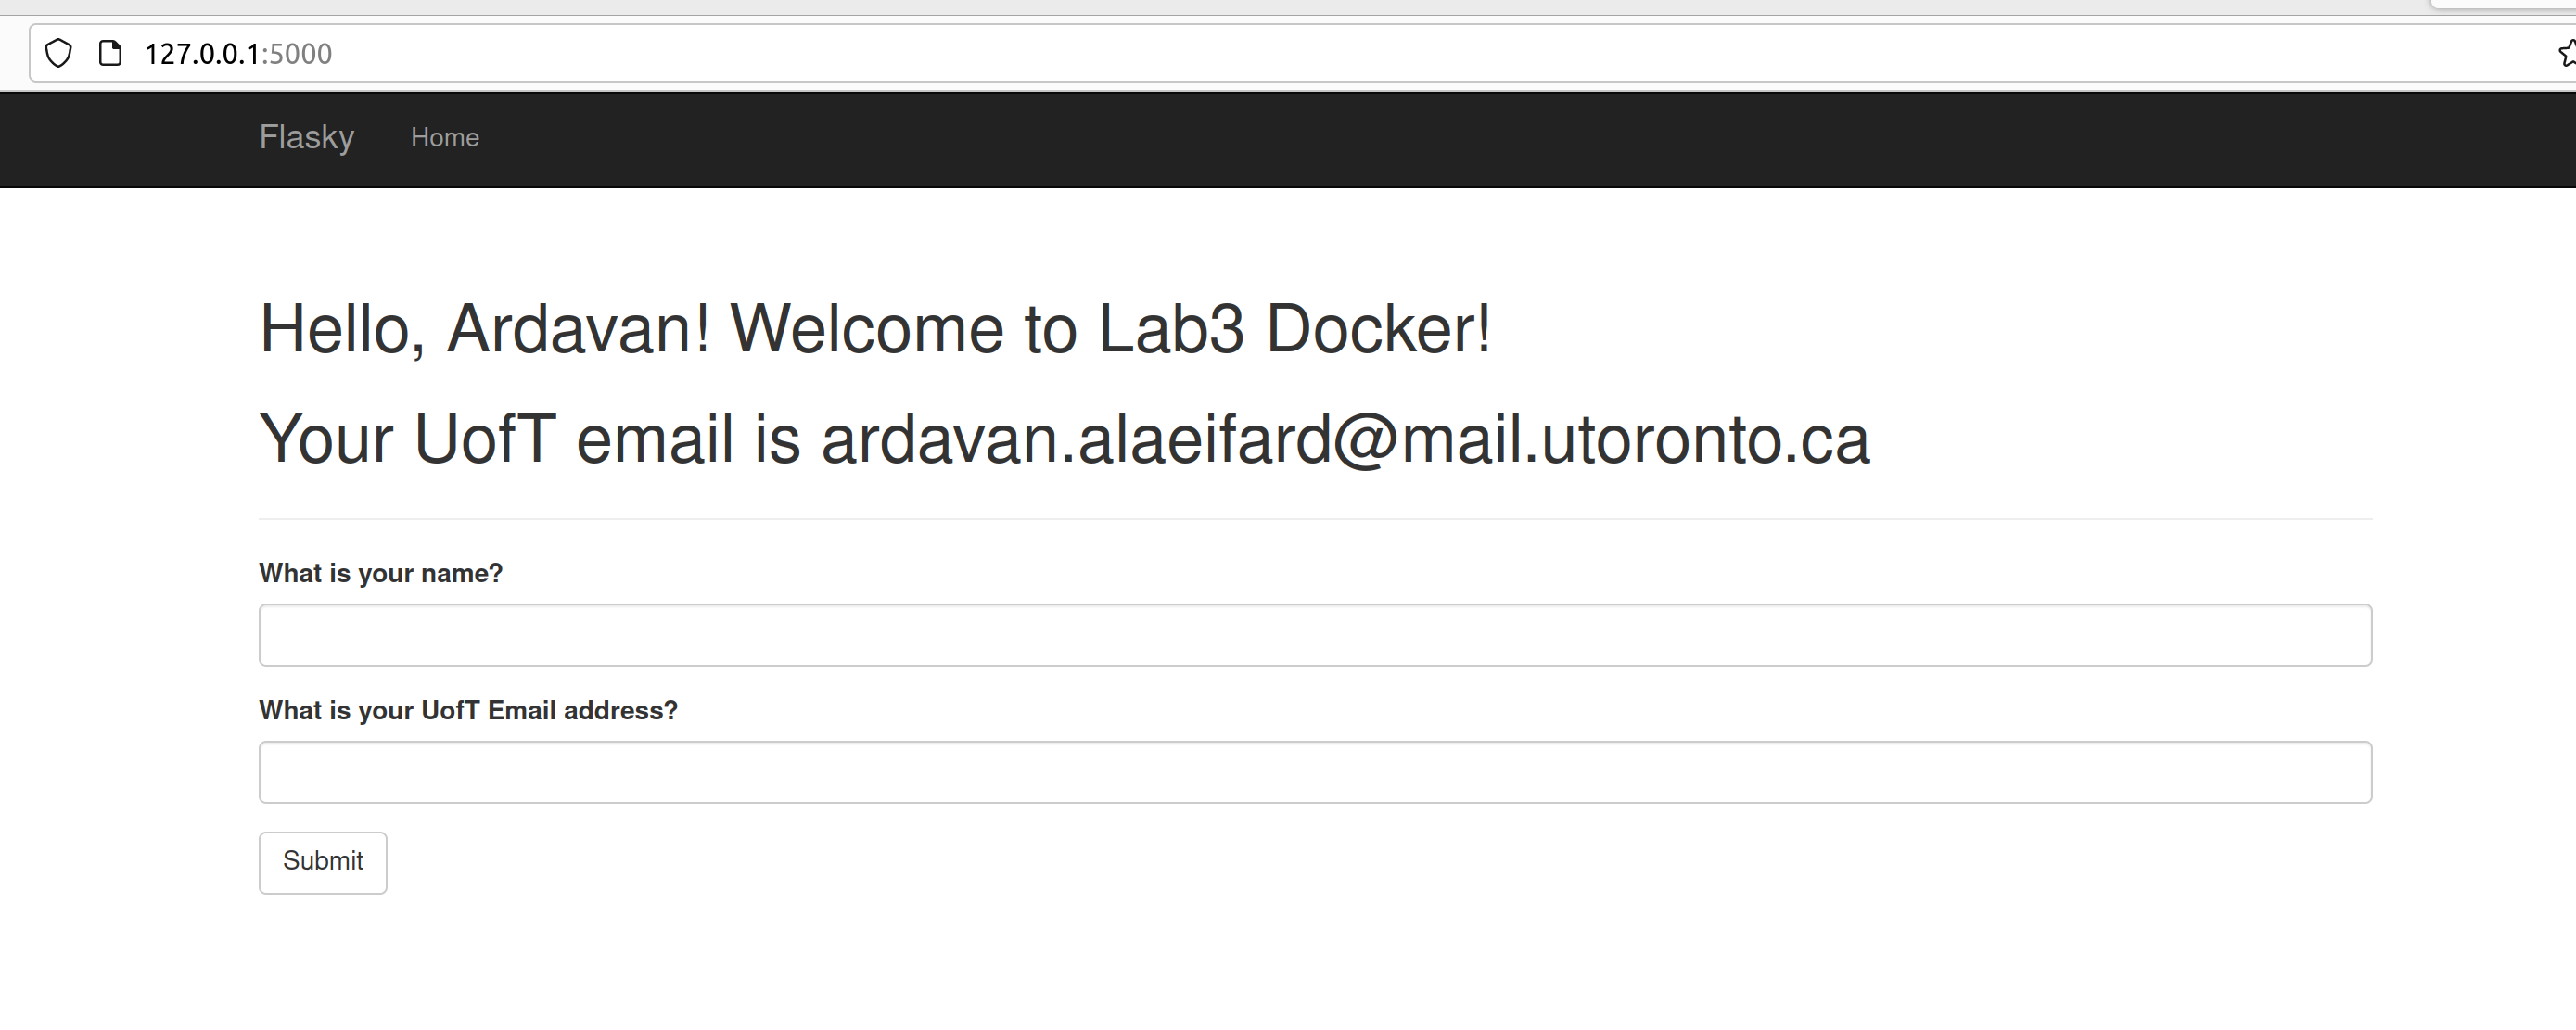 127.0.0.1:5000
Flasky Home
Hello, Ardavan! Welcome to Lab3 Docker!
Your UofT email is ardavan.alaeifard@mail.utoronto.ca
What is your name?
What is your UofT Email address?
Submit